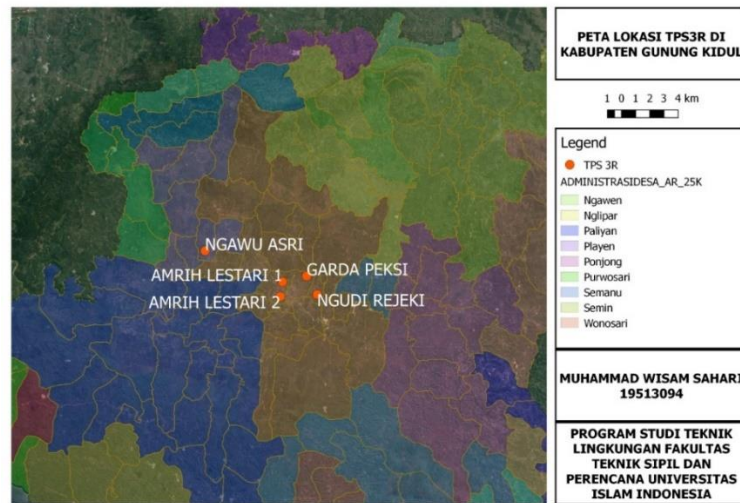 PETA LOKASI TPS3R DI
KABUPATEN GUNUNG KIDUL
1 0 1 2 3 4 km
Legend
TPS 3R
ADMINISTRASIDESA_AR_25K
Ngawen
Nglipar
Paliyan
Playen
Ponjong
Purwosari
Semanu
Semin
Wonosari
NGAWU ASRI
AMRIH LESTARI 1
GARDA PEKSI
AMRIH LESTARI 2
NGUDI REJEKI
MUHAMMAD WISAM SAHARI
19513094
PROGRAM STUDI TEKNIK
LINGKUNGAN FAKULTAS
TEKNIK SIPIL DAN
PERENCANA UNIVERSITAS
ISLAM INDONESIA